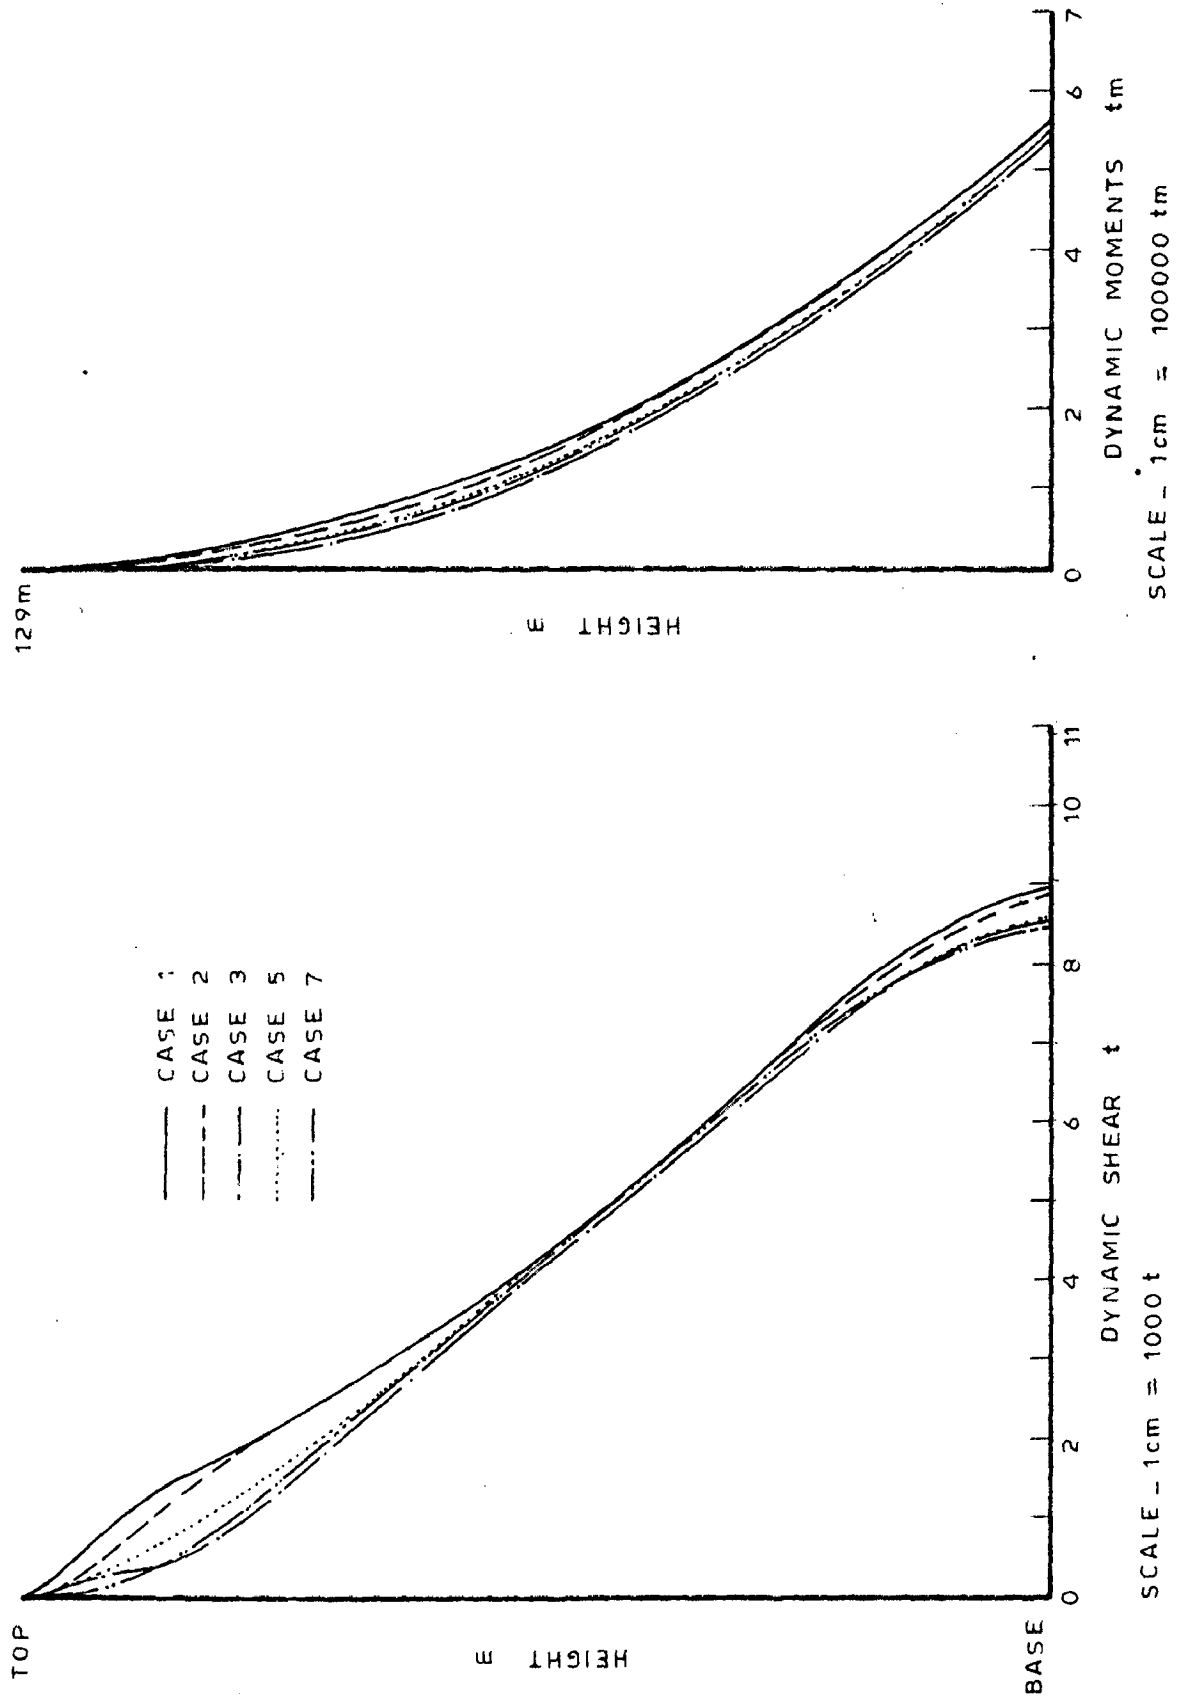 TOP
HEIGHT m
BASE
CASE 1
CASE 2
CASE 3
CASE 5
CASE 7
0 2 4 6 8 10 11
DYNAMIC SHEAR t
SCALE _ 1cm = 1000 t
129m
HEIGHT m
0 2 4 6 7
DYNAMIC MOMENTS tm
SCALE _ 1cm = 100000 tm